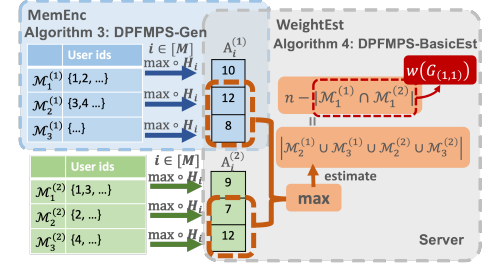 MemEnc
Algorithm 3: DPFMPS-Gen
WeightEst
Algorithm 4: DPFMPS-BasicEst
User ids
i ∈ [M]
A_i^(1)
ℳ_1^(1) {1,2, ...}
max ∘ H_i
10
ℳ_2^(1) {3,4 ...}
max ∘ H_i
12
ℳ_3^(1) {...}
max ∘ H_i
8
w(G_(1,1))
n − |ℳ_1^(1) ∩ ℳ_1^(2)|
=
|ℳ_2^(1) ∪ ℳ_3^(1) ∪ ℳ_2^(2) ∪ ℳ_3^(2)|
estimate
max
User ids
i ∈ [M]
A_i^(2)
ℳ_1^(2) {1,3, ...}
max ∘ H_i
9
ℳ_2^(2) {2, ...}
max ∘ H_i
7
ℳ_3^(2) {4, ...}
max ∘ H_i
12
Server